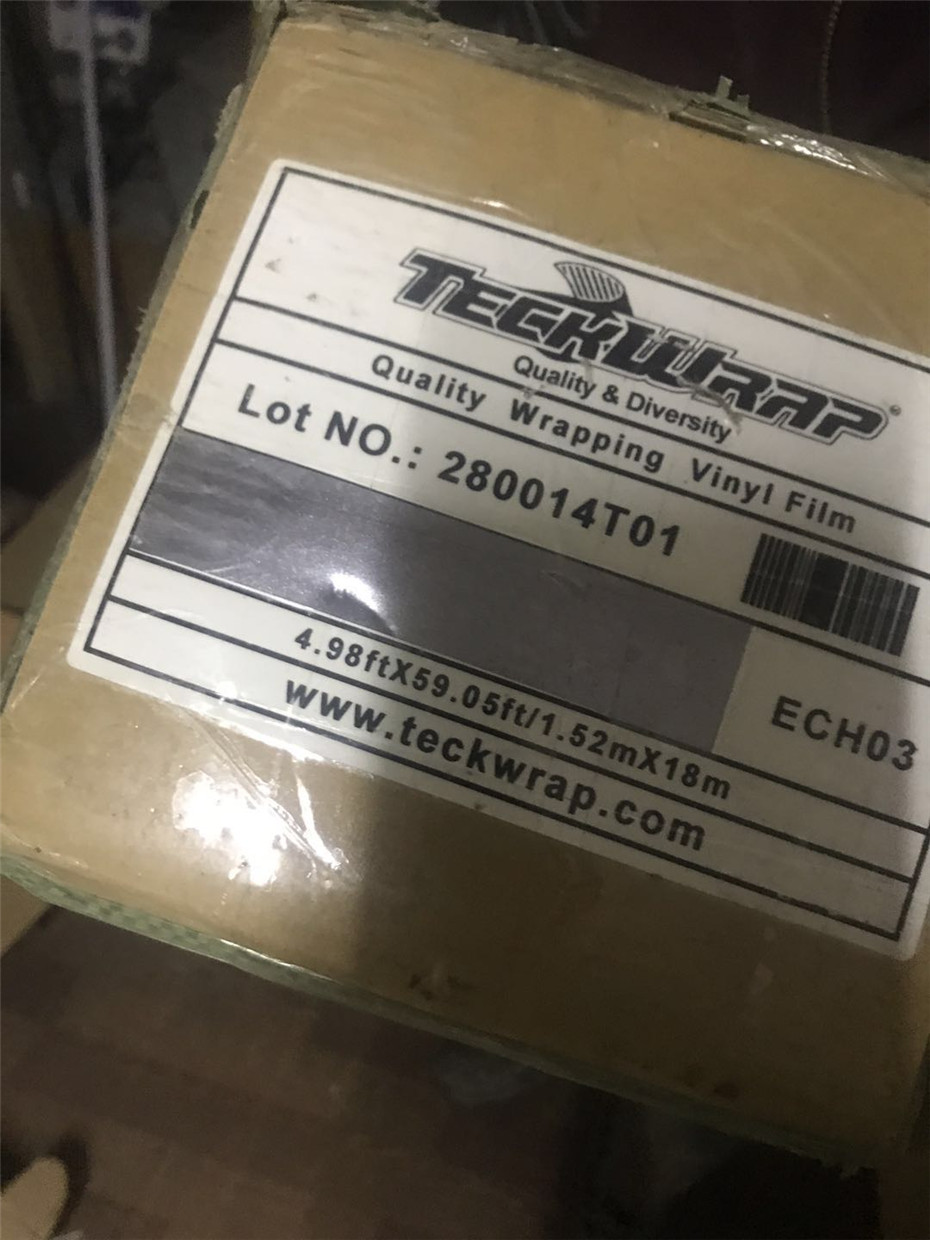 TECKWRAP®
Quality & Diversity
Quality Wrapping Vinyl Film
Lot NO.: 280014T01
ECH03
4.98ftX59.05ft/1.52mX18m
www.teckwrap.com